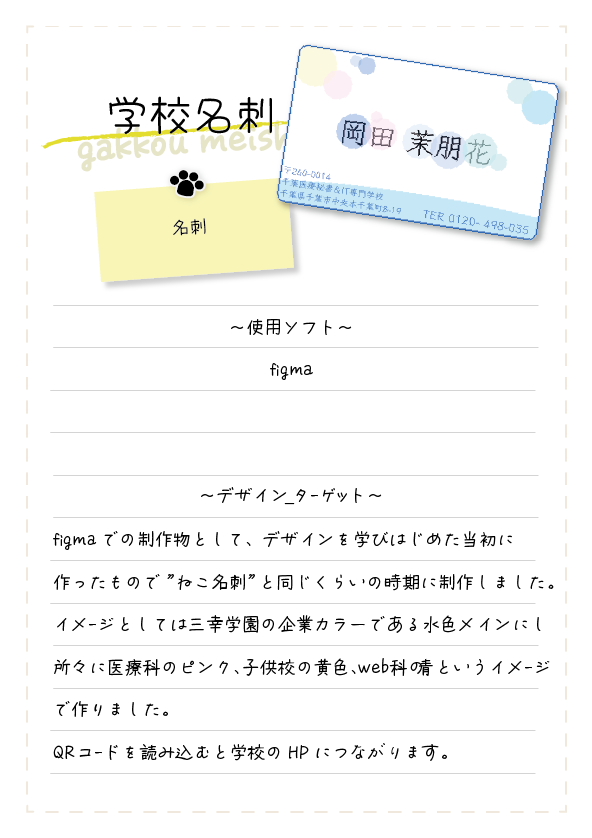 学校名刺
gakkou meish
名刺
岡田 茉朋花
〒260-0014
千葉医療秘書&IT専門学校
千葉県千葉市中央本千葉町8-19
TER 0120- 498-035
～使用ソフト～
figma
～デザイン_ターゲット～
figmaでの制作物として、デザインを学びはじめた当初に
作ったもので"ねこ名刺"と同じくらいの時期に制作しました。
イメージとしては三幸学園の企業カラーである水色メインにし
所々に医療科のピンク、子供校の黄色、web科の青というイメージ
で作りました。
QRコードを読み込むと学校のHPにつながります。